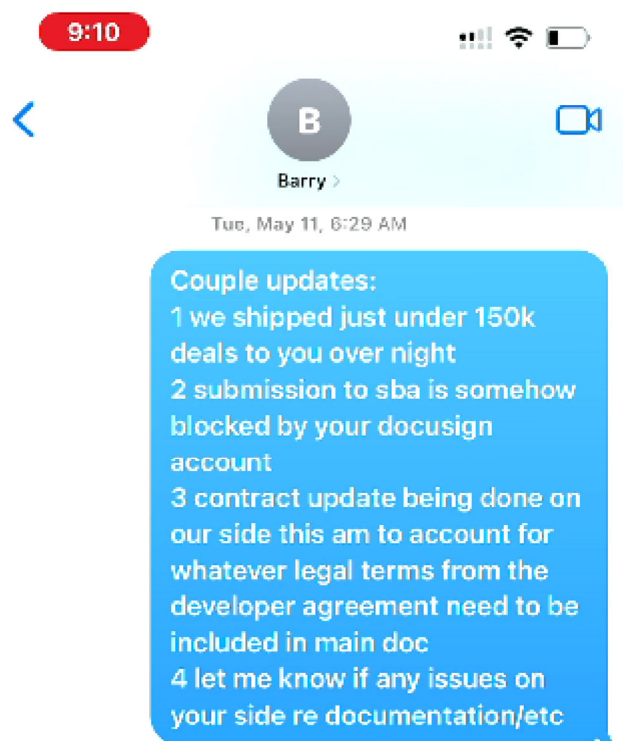 9:10
B
Barry >
Tue, May 11, 6:29 AM
Couple updates:
1 we shipped just under 150k
deals to you over night
2 submission to sba is somehow
blocked by your docusign
account
3 contract update being done on
our side this am to account for
whatever legal terms from the
developer agreement need to be
included in main doc
4 let me know if any issues on
your side re documentation/etc